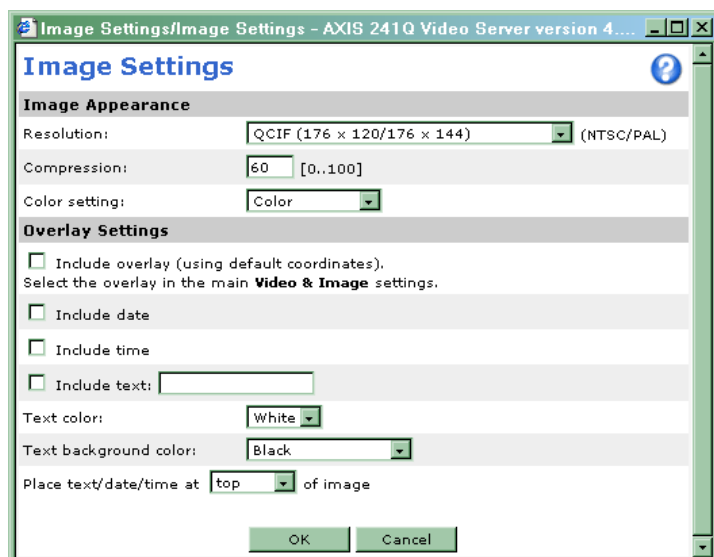 Image Settings/Image Settings - AXIS 241Q Video Server version 4....
Image Settings
Image Appearance
Resolution: QCIF (176 x 120/176 x 144) (NTSC/PAL)
Compression: 60 [0..100]
Color setting: Color
Overlay Settings
Include overlay (using default coordinates).
Select the overlay in the main Video & Image settings.
Include date
Include time
Include text:
Text color: White
Text background color: Black
Place text/date/time at top of image
OK Cancel